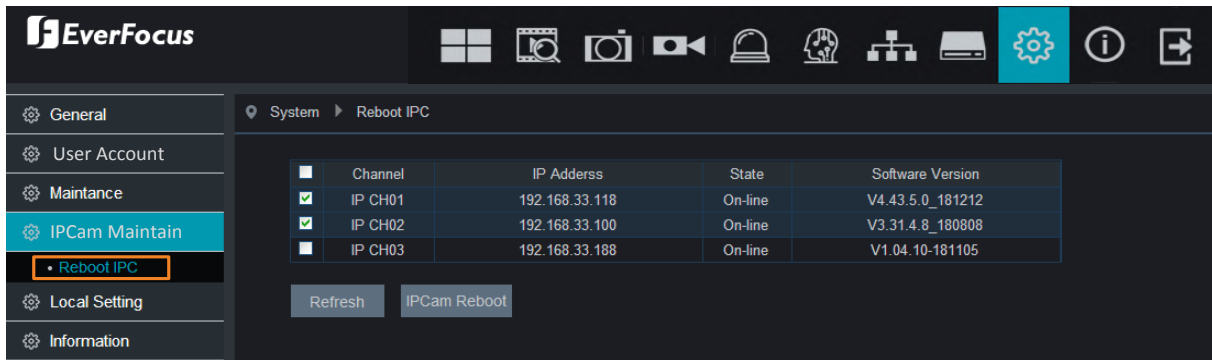 EverFocus
General
User Account
Maintance
IPCam Maintain
• Reboot IPC
Local Setting
Information
System Reboot IPC
Channel IP Adderss State Software Version
IP CH01 192.168.33.118 On-line V4.43.5.0_181212
IP CH02 192.168.33.100 On-line V3.31.4.8_180808
IP CH03 192.168.33.188 On-line V1.04.10-181105
Refresh IPCam Reboot